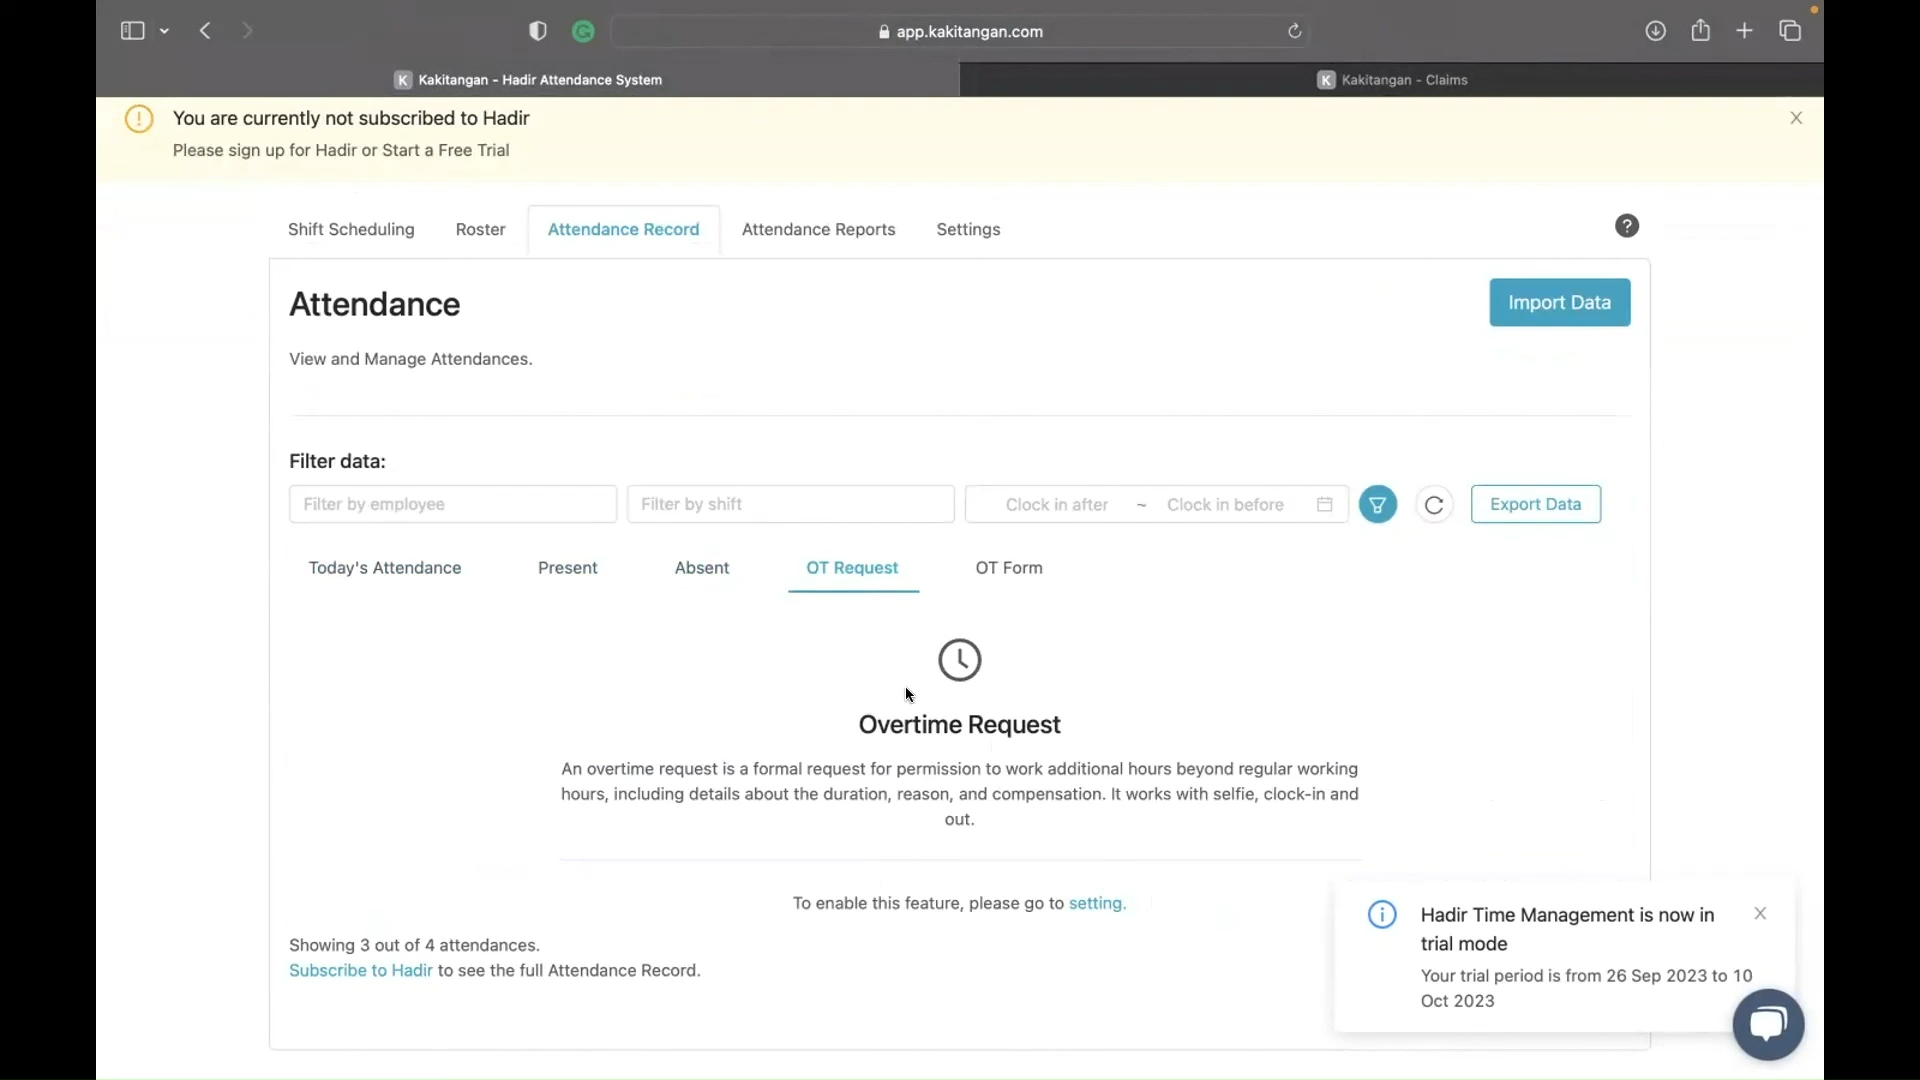 app.kakitangan.com
K Kakitangan - Hadir Attendance System
K Kakitangan - Claims
You are currently not subscribed to Hadir
Please sign up for Hadir or Start a Free Trial
Shift Scheduling Roster Attendance Record Attendance Reports Settings ?
Attendance
Import Data
View and Manage Attendances.
Filter data:
Filter by employee Filter by shift Clock in after ~ Clock in before Export Data
Today's Attendance Present Absent OT Request OT Form
Overtime Request
An overtime request is a formal request for permission to work additional hours beyond regular working
hours, including details about the duration, reason, and compensation. It works with selfie, clock-in and
out.
To enable this feature, please go to setting.
Showing 3 out of 4 attendances.
Subscribe to Hadir to see the full Attendance Record.
Hadir Time Management is now in
trial mode
Your trial period is from 26 Sep 2023 to 10
Oct 2023